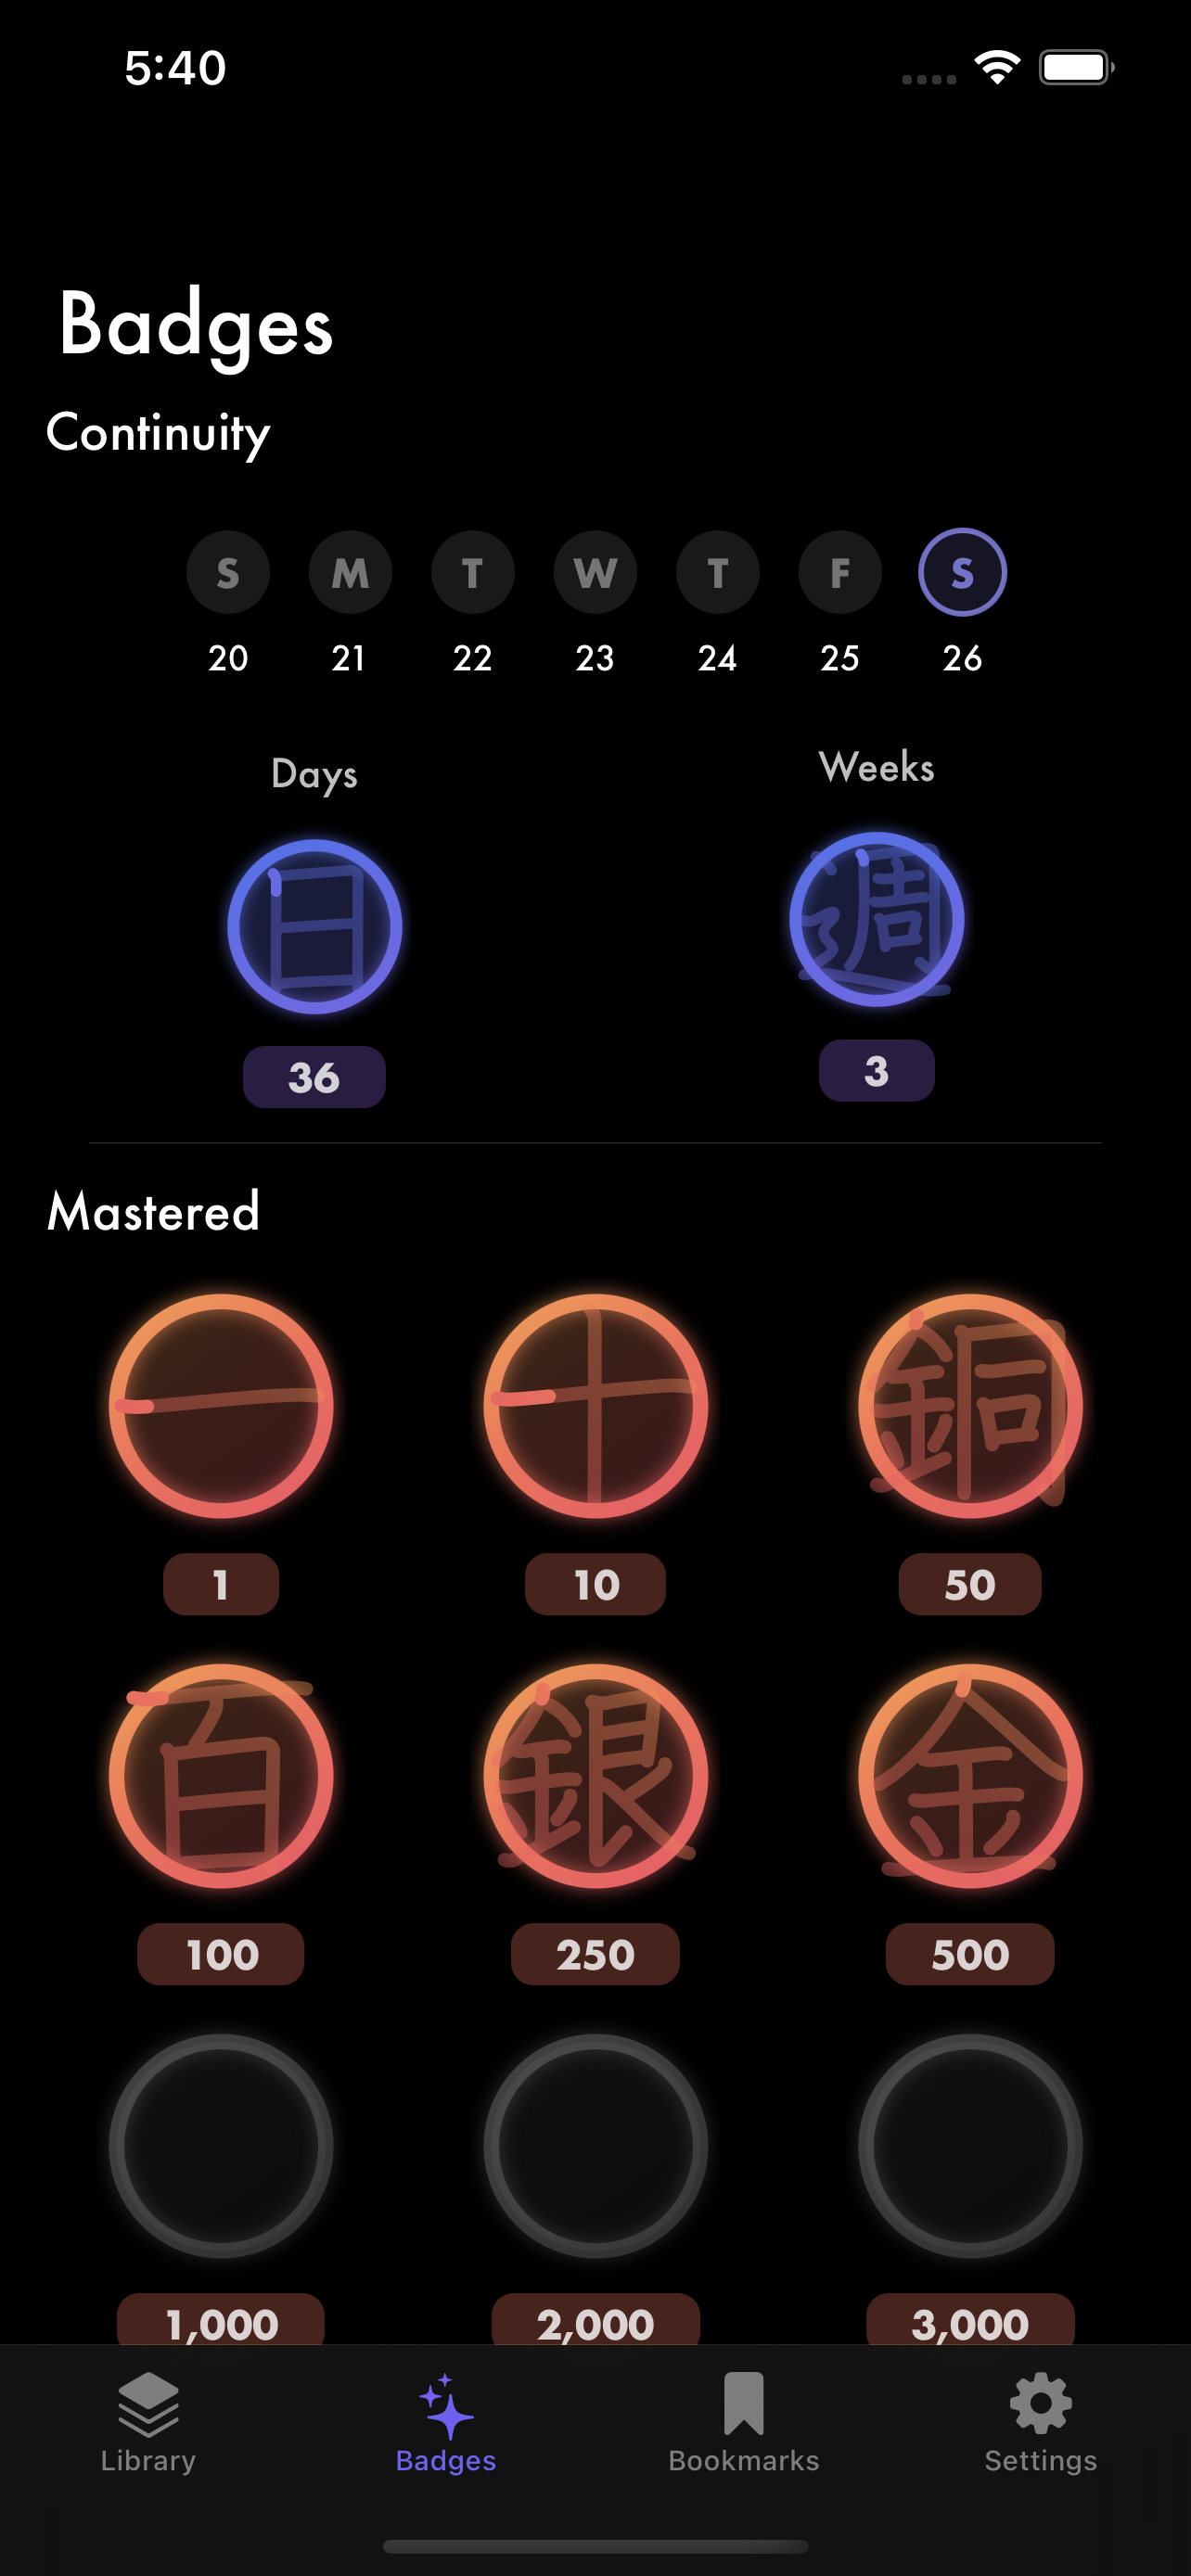 5:40
Badges
Continuity
S M T W T F S
20 21 22 23 24 25 26
Days Weeks
日 週
36 3
Mastered
一 十 銅
1 10 50
百 銀 金
100 250 500
1,000 2,000 3,000
Library Badges Bookmarks Settings